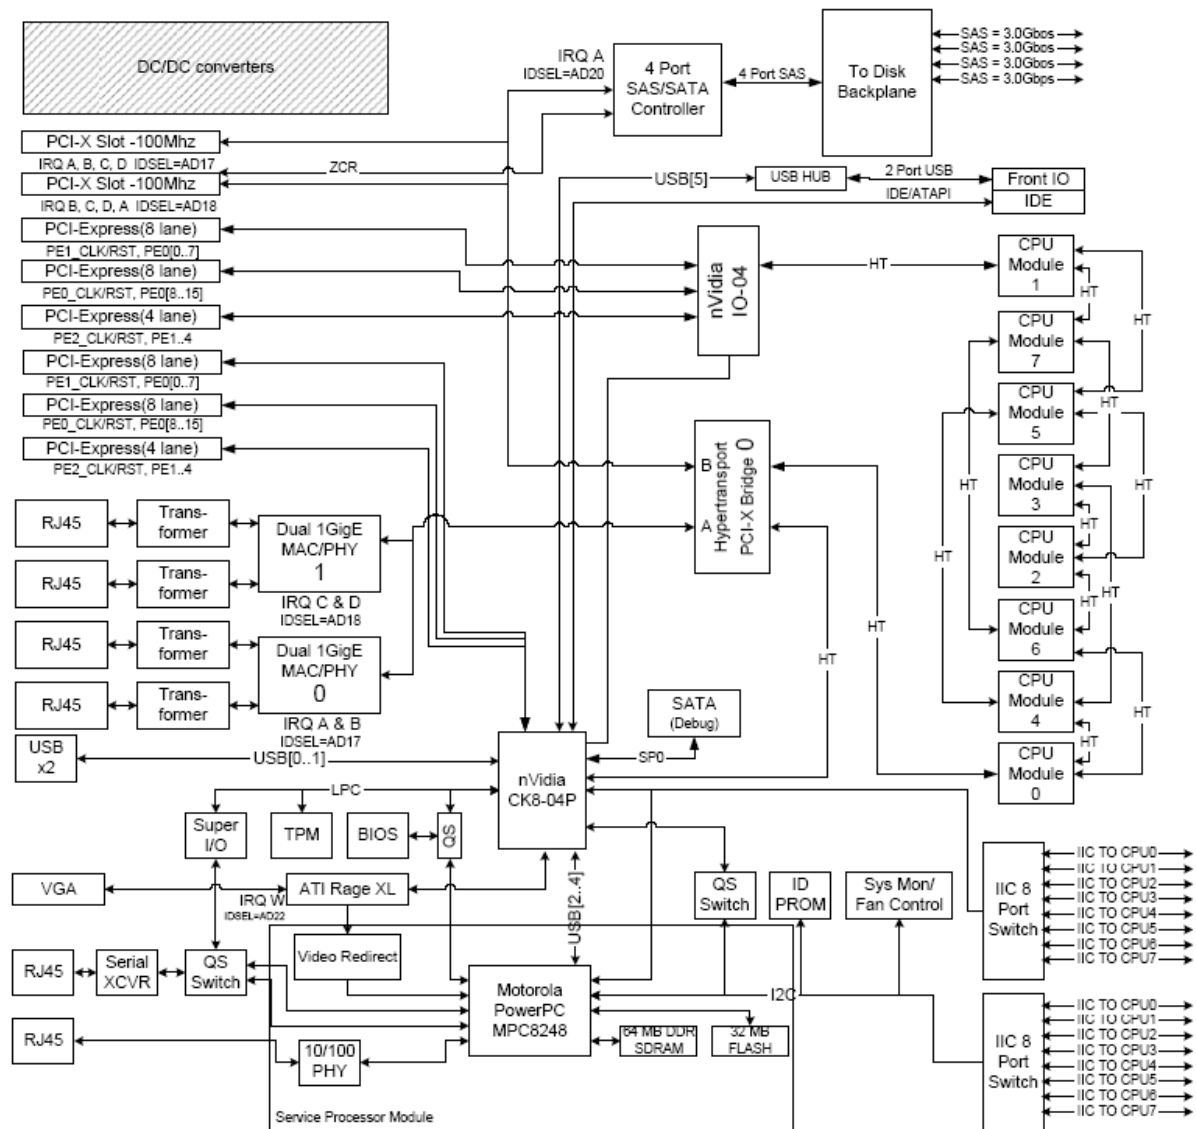 DC/DC converters
IRQ A
IDSEL=AD20
4 Port
SAS/SATA
Controller
4 Port SAS
To Disk
Backplane
SAS = 3.0Gbps
SAS = 3.0Gbps
SAS = 3.0Gbps
SAS = 3.0Gbps
PCI-X Slot -100Mhz
IRQ A, B, C, D IDSEL=AD17
ZCR
PCI-X Slot -100Mhz
IRQ B, C, D, A IDSEL=AD18
USB[5]
USB HUB
2 Port USB
IDE/ATAPI
Front IO
IDE
PCI-Express(8 lane)
PE1_CLK/RST, PE0[0..7]
PCI-Express(8 lane)
PE0_CLK/RST, PE0[8..15]
PCI-Express(4 lane)
PE2_CLK/RST, PE1..4
PCI-Express(8 lane)
PE1_CLK/RST, PE0[0..7]
PCI-Express(8 lane)
PE0_CLK/RST, PE0[8..15]
PCI-Express(4 lane)
PE2_CLK/RST, PE1..4
nVidia
IO-04
HT
CPU
Module
1
HT
HT
CPU
Module
7
CPU
Module
5
HT
CPU
Module
3
HT
HT
CPU
Module
2
HT
HT
HT
CPU
Module
6
CPU
Module
4
HT
HT
CPU
Module
0
Hypertransport
PCI-X Bridge 0
B
A
HT
HT
RJ45
Trans-
former
Dual 1GigE
MAC/PHY
1
RJ45
Trans-
former
IRQ C & D
IDSEL=AD18
RJ45
Trans-
former
Dual 1GigE
MAC/PHY
0
RJ45
Trans-
former
IRQ A & B
IDSEL=AD17
USB
x2
USB[0..1]
SATA
(Debug)
SP0
nVidia
CK8-04P
LPC
Super
I/O
TPM
BIOS
QS
VGA
IRQ W
ID8EL=AD22
ATI Rage XL
USB[2..4]
QS
Switch
ID
PROM
Sys Mon/
Fan Control
IIC 8
Port
Switch
IIC TO CPU0
IIC TO CPU1
IIC TO CPU2
IIC TO CPU3
IIC TO CPU4
IIC TO CPU5
IIC TO CPU6
IIC TO CPU7
Video Redirect
RJ45
Serial
XCVR
QS
Switch
Motorola
PowerPC
MPC8248
I2C
64 MB DDR
SDRAM
32 MB
FLASH
RJ45
10/100
PHY
Service Processor Module
IIC 8
Port
Switch
IIC TO CPU0
IIC TO CPU1
IIC TO CPU2
IIC TO CPU3
IIC TO CPU4
IIC TO CPU5
IIC TO CPU6
IIC TO CPU7